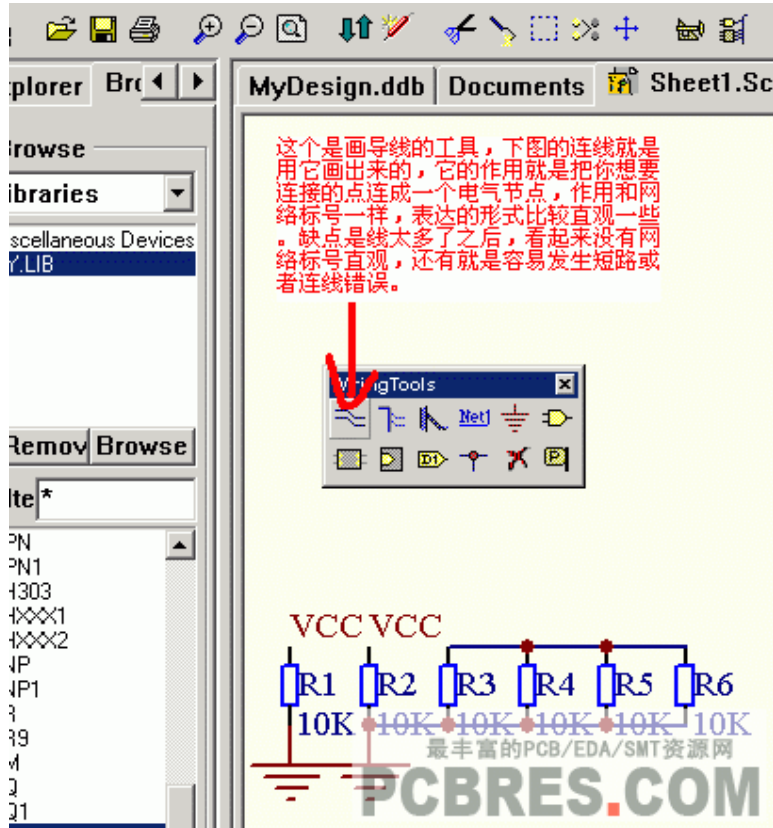 plorer
Bro
MyDesign.ddb
Documents
Sheet1.Sc
rowse
ibraries
scellaneous Devices
Y.LIB
Remov
Browse
lte
*
PN
PN1
H303
HXXX1
HXXX2
NP
NP1
R
39
M
Q
Q1
这个是画导线的工具，下图的连线就是
用它画出来的，它的作用就是把你想要
连接的点连成一个电气节点，作用和网
络标号一样，表达的形式比较直观一些
。缺点是线太多了之后，看起来没有网
络标号直观，还有就是容易发生短路或
者连线错误。
WiringTools
Net1
D1
P
VCC VCC
R1 R2 R3 R4 R5 R6
10K 10K 10K 10K 10K 10K
最丰富的PCB/EDA/SMT资源网
PCBRES.COM